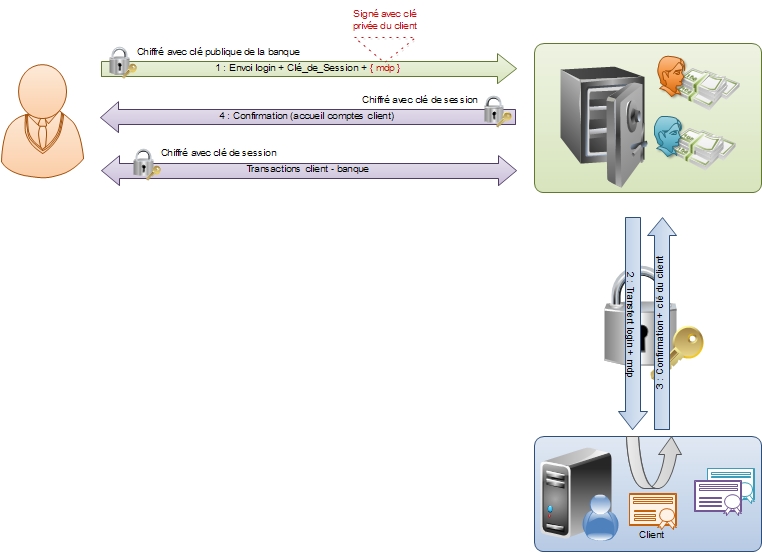 Signé avec clé
privée du client
Chiffré avec clé publique de la banque
1 : Envoi login + Clé_de_Session + { mdp }
Chiffré avec clé de session
4 : Confirmation (accueil comptes client)
Chiffré avec clé de session
Transactions client - banque
2 : Transfert login + mdp
3 : Confirmation + clé du client
Client